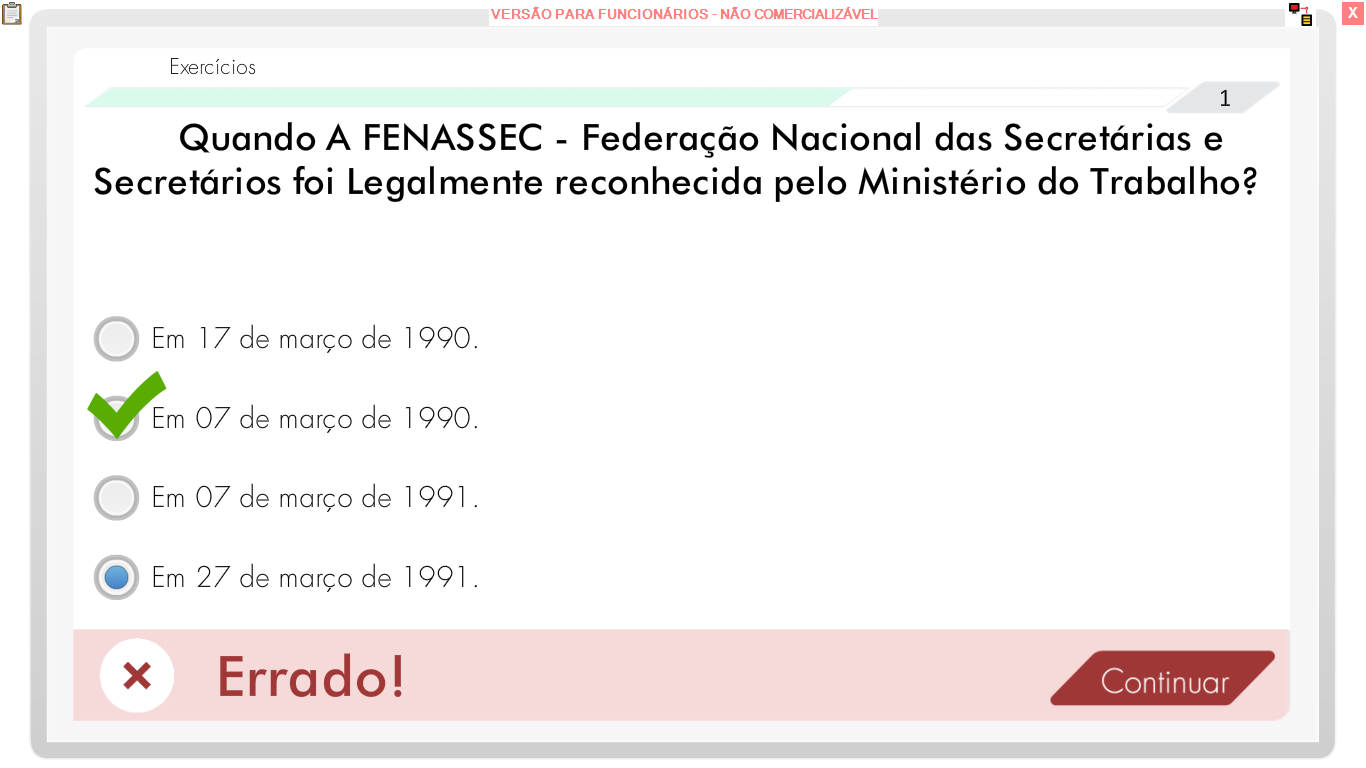 VERSÃO PARA FUNCIONÁRIOS - NÃO COMERCIALIZÁVEL
X
Exercícios
1
Quando A FENASSEC - Federação Nacional das Secretárias e
Secretários foi Legalmente reconhecida pelo Ministério do Trabalho?
Em 17 de março de 1990.
Em 07 de março de 1990.
Em 07 de março de 1991.
Em 27 de março de 1991.
Errado!
Continuar